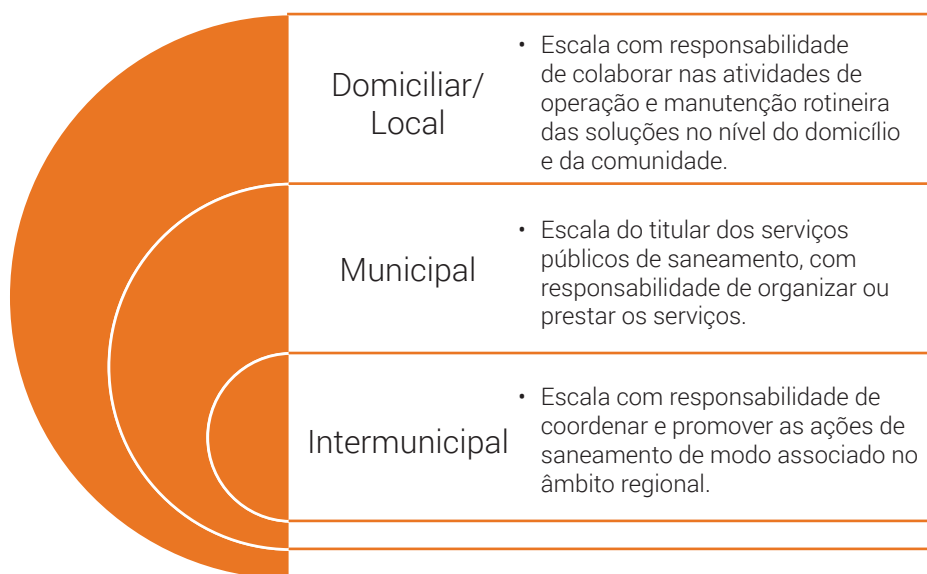 Domiciliar/
Local
• Escala com responsabilidade
de colaborar nas atividades de
operação e manutenção rotineira
das soluções no nível do domicílio
e da comunidade.
Municipal
• Escala do titular dos serviços
públicos de saneamento, com
responsabilidade de organizar ou
prestar os serviços.
Intermunicipal
• Escala com responsabilidade de
coordenar e promover as ações de
saneamento de modo associado no
âmbito regional.